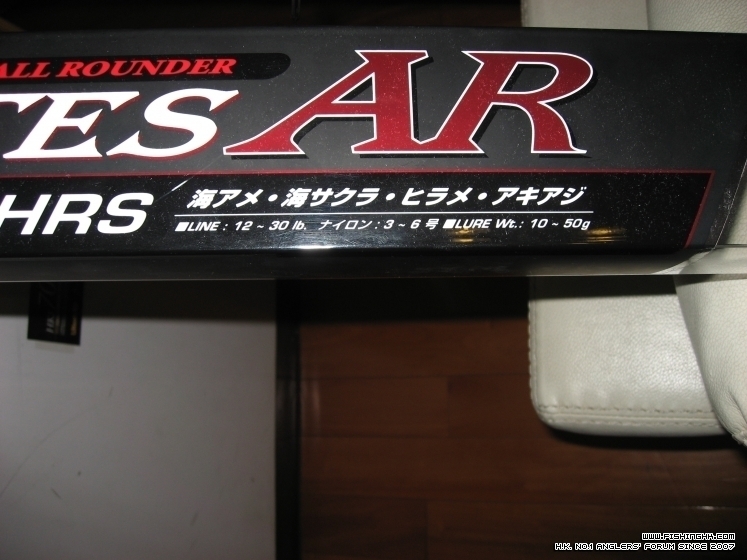 ALL ROUNDER
TES AR
HRS
海アメ・海サクラ・ヒラメ・アキアジ
■LINE : 12 ~ 30 lb. ナイロン : 3 ~ 6 号 ■LURE Wt.: 10 ~ 50g
WWW.FISHINGHK.COM
H.K. NO.1 ANGLERS' FORUM SINCE 2007